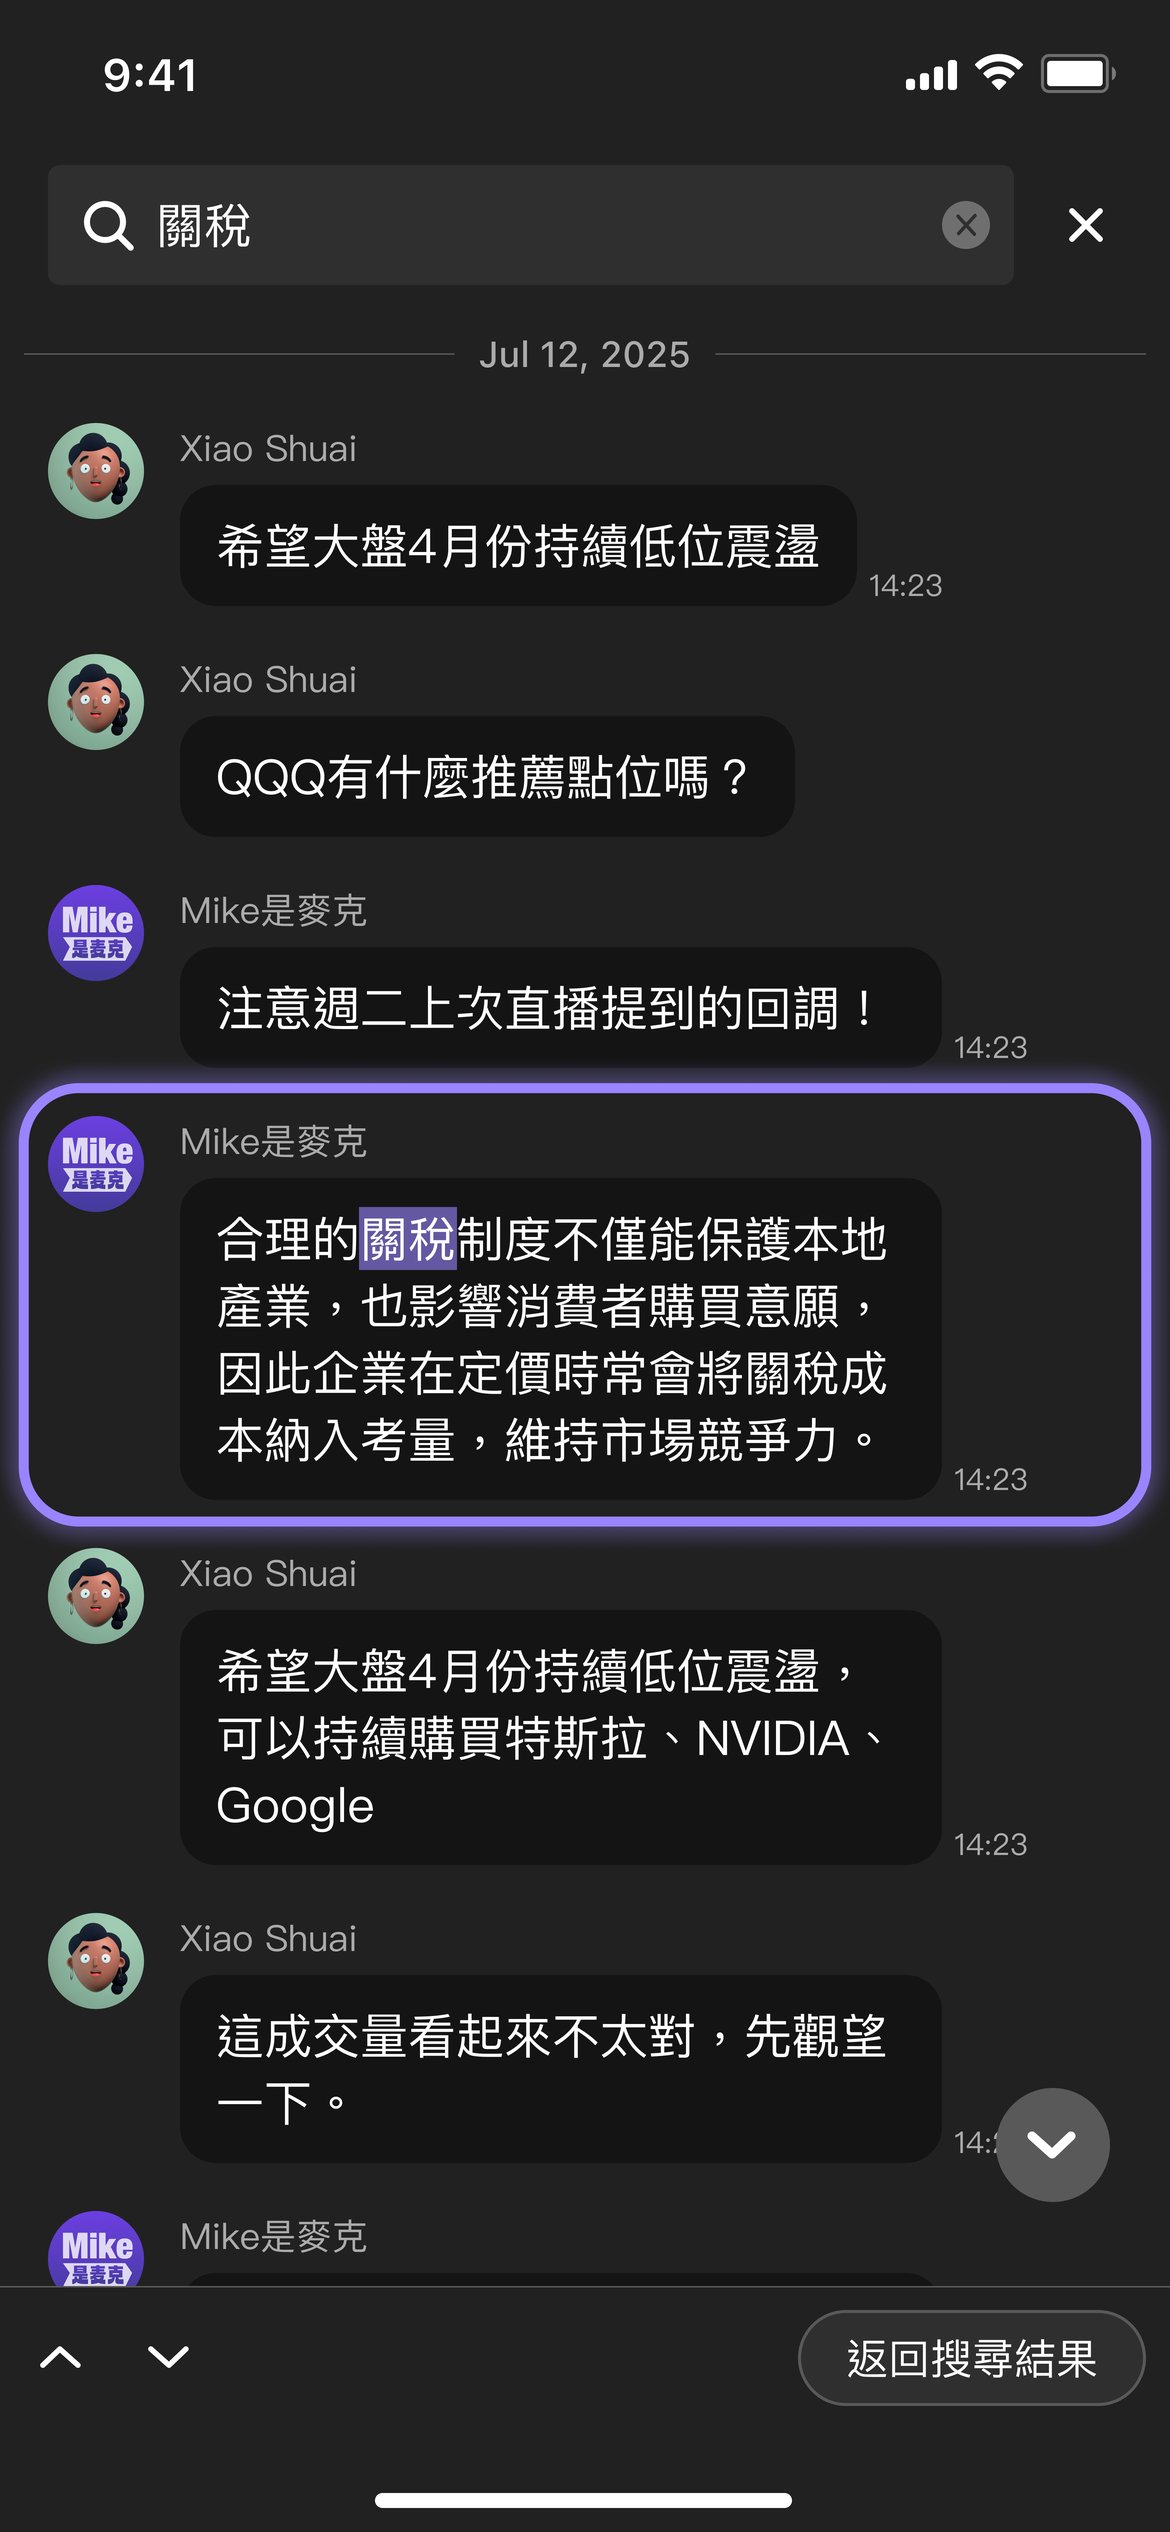 9:41
關稅
Jul 12, 2025
Xiao Shuai
希望大盤4月份持續低位震盪
14:23
Xiao Shuai
QQQ有什麼推薦點位嗎？
Mike
是麦克
Mike是麥克
注意週二上次直播提到的回調！
14:23
Mike
是麦克
Mike是麥克
合理的關稅制度不僅能保護本地
產業，也影響消費者購買意願，
因此企業在定價時常會將關稅成
本納入考量，維持市場競爭力。
14:23
Xiao Shuai
希望大盤4月份持續低位震盪，
可以持續購買特斯拉、NVIDIA、
Google
14:23
Xiao Shuai
這成交量看起來不太對，先觀望
一下。
14:
Mike
是麦克
Mike是麥克
返回搜尋結果